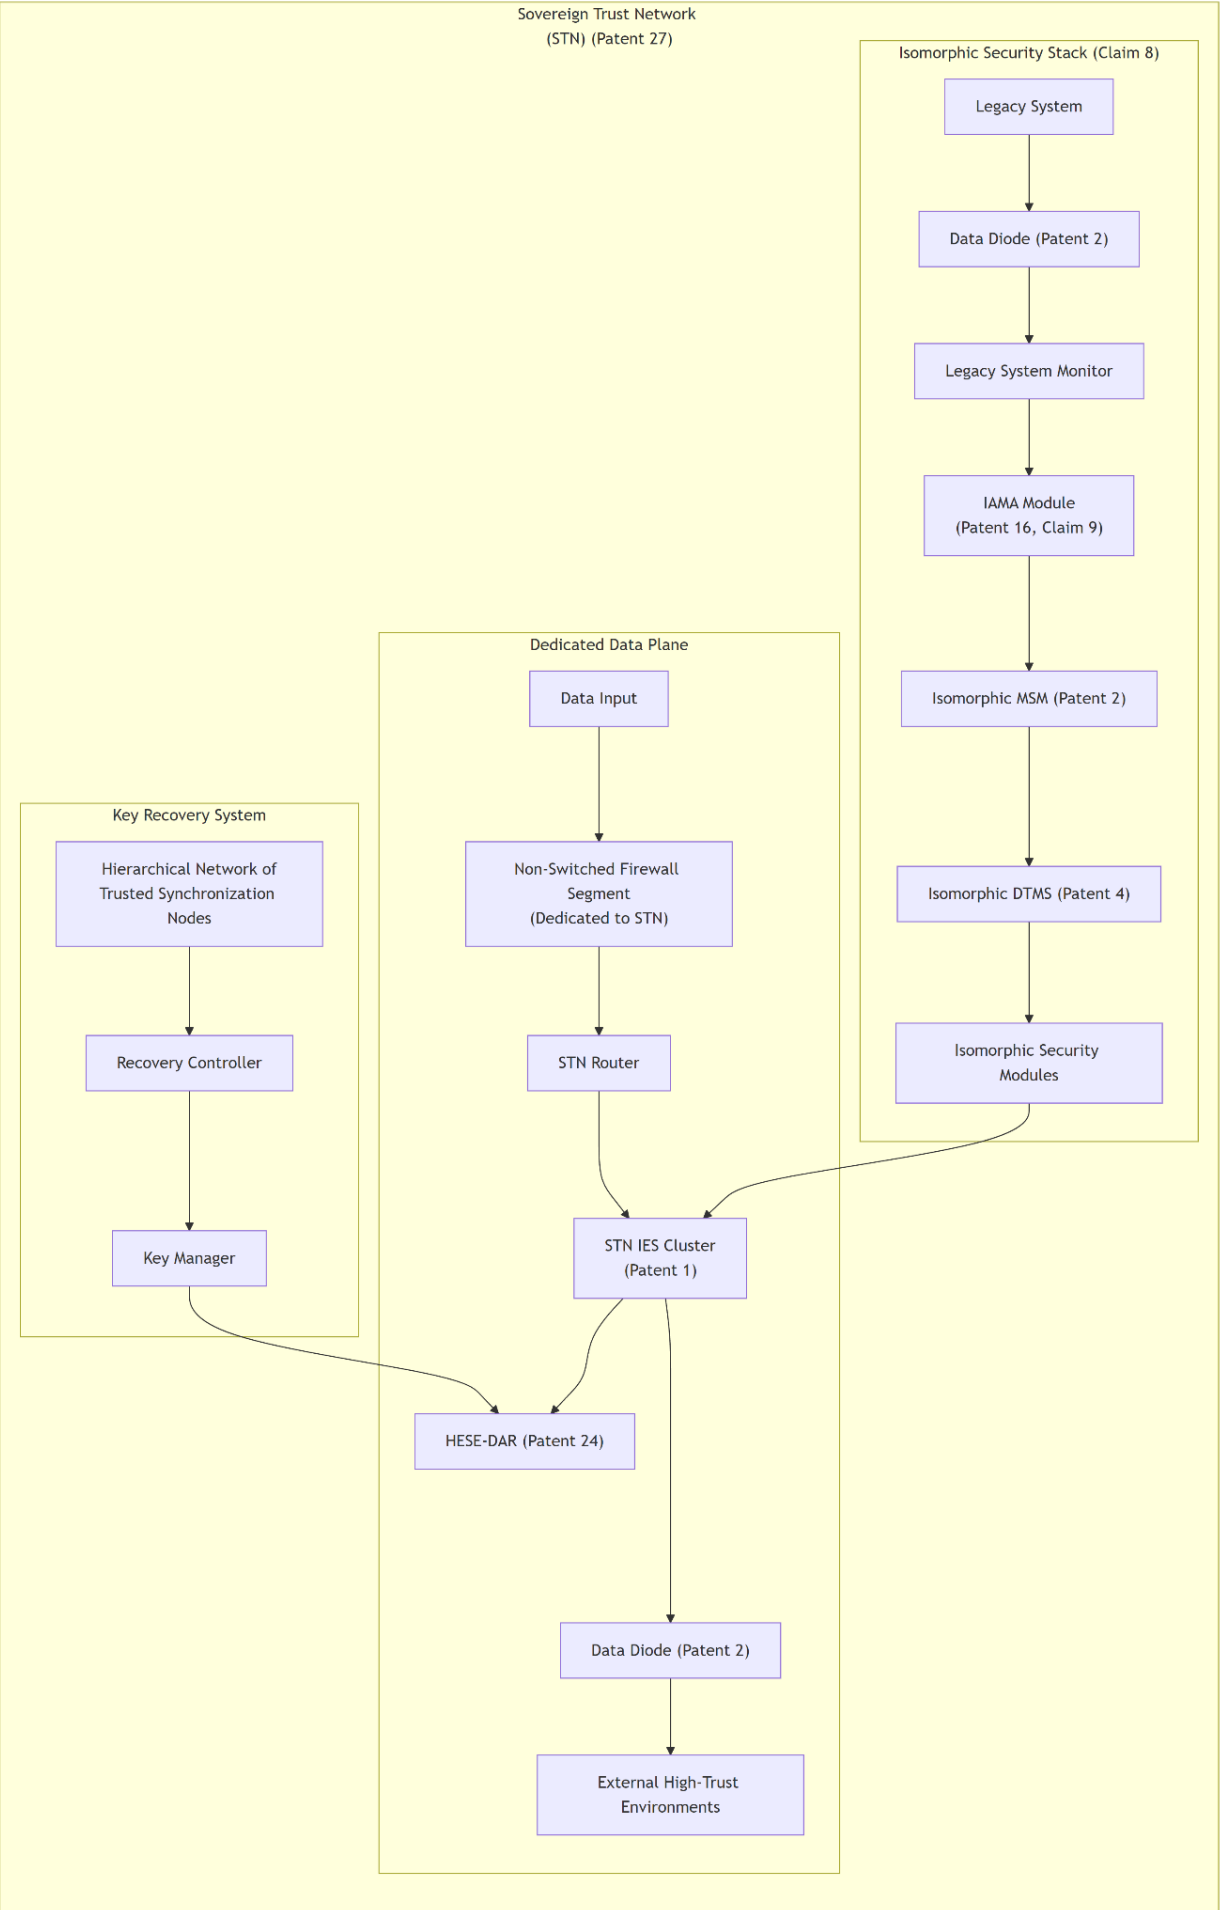 Sovereign Trust Network
(STN) (Patent 27)
Isomorphic Security Stack (Claim 8)
Legacy System
Data Diode (Patent 2)
Legacy System Monitor
IAMA Module
(Patent 16, Claim 9)
Isomorphic MSM (Patent 2)
Isomorphic DTMS (Patent 4)
Isomorphic Security
Modules
Dedicated Data Plane
Data Input
Non-Switched Firewall
Segment
(Dedicated to STN)
STN Router
STN IES Cluster
(Patent 1)
HESE-DAR (Patent 24)
Data Diode (Patent 2)
External High-Trust
Environments
Key Recovery System
Hierarchical Network of
Trusted Synchronization
Nodes
Recovery Controller
Key Manager